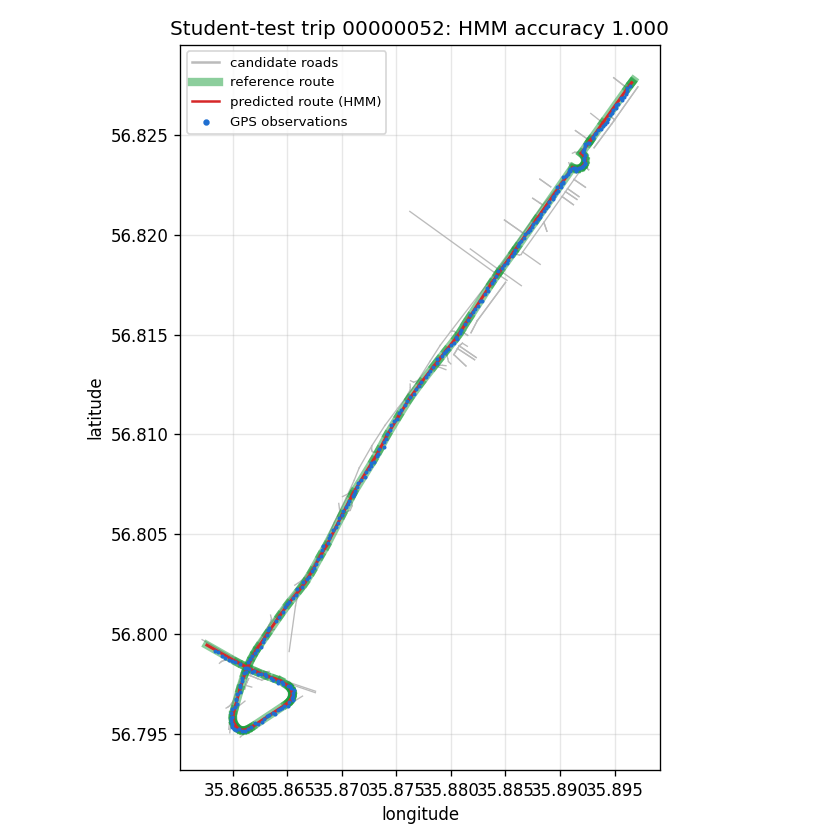 Student-test trip 00000052: HMM accuracy 1.000
candidate roads
reference route
predicted route (HMM)
GPS observations
56.825
56.820
56.815
56.810
56.805
56.800
56.795
latitude
35.860 35.865 35.870 35.875 35.880 35.885 35.890 35.895
longitude